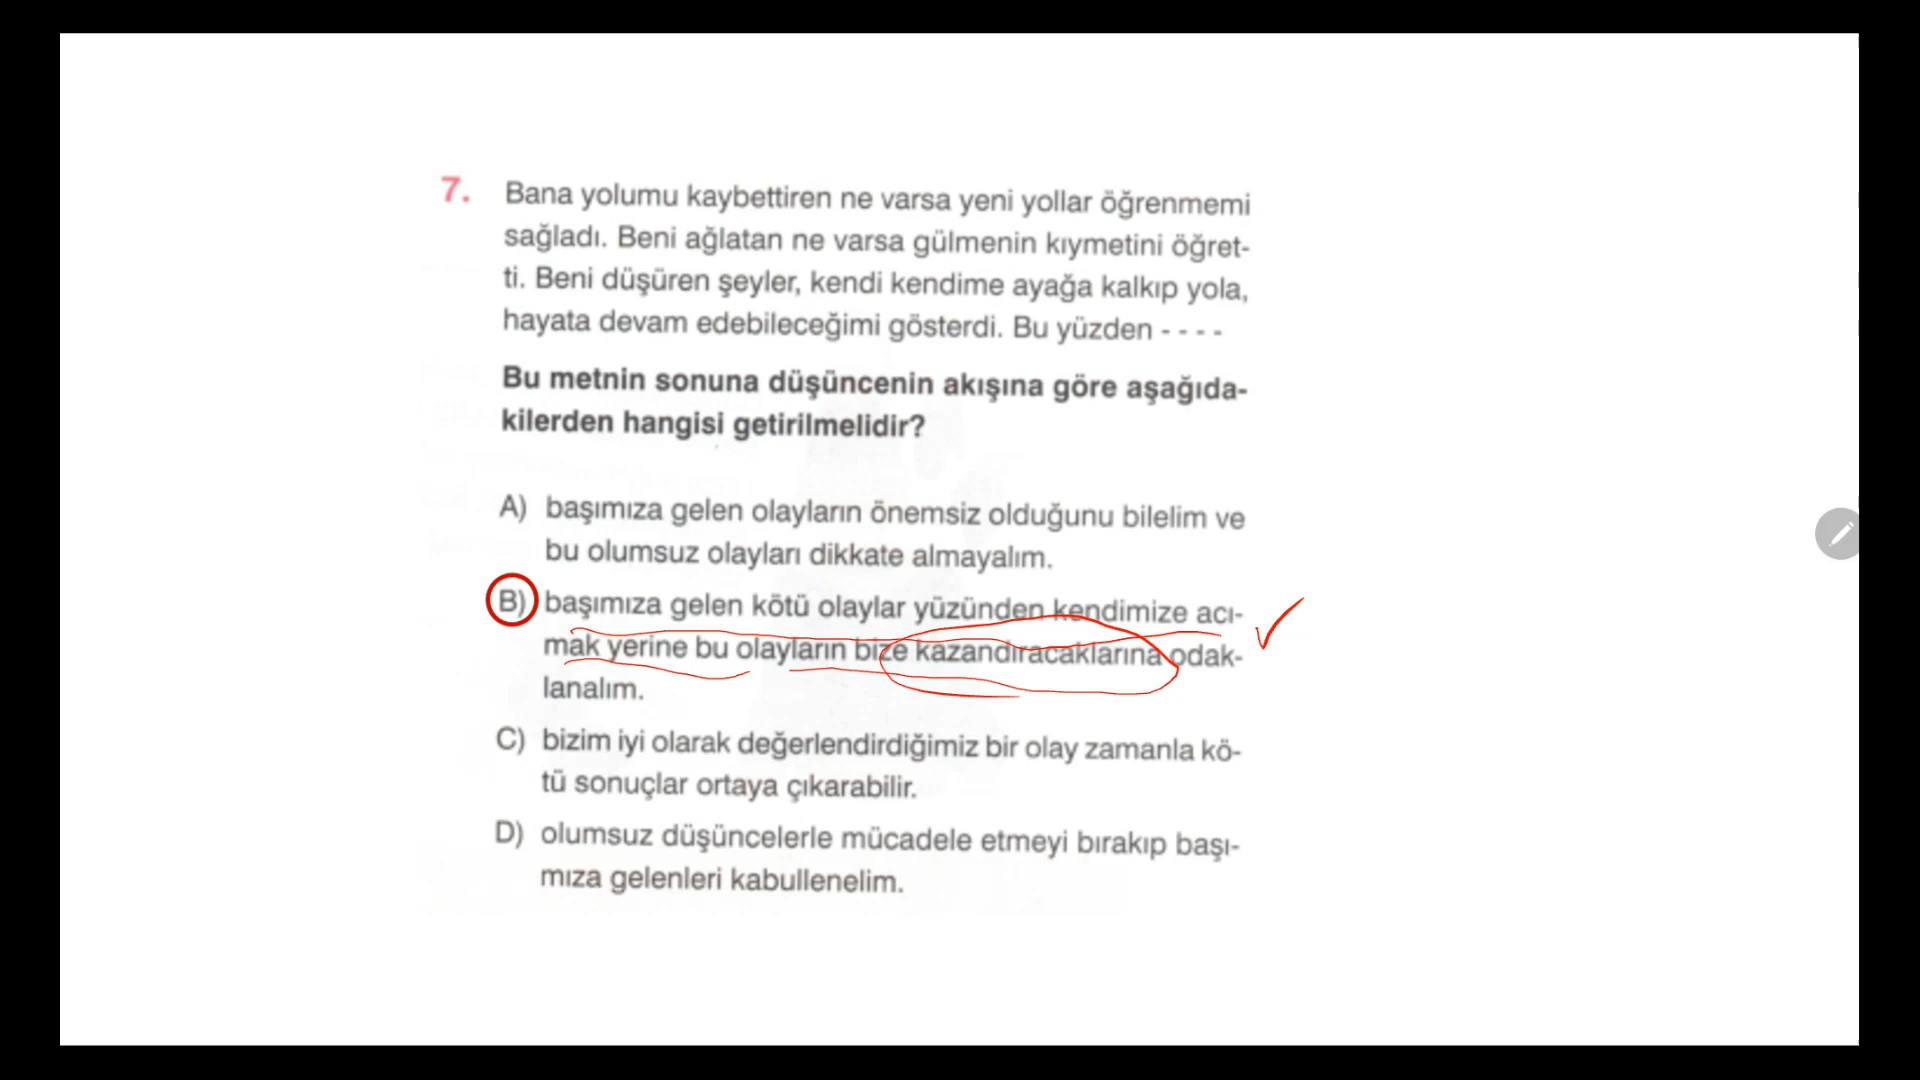 7. Bana yolumu kaybettiren ne varsa yeni yollar öğrenmemi
sağladı. Beni ağlatan ne varsa gülmenin kıymetini öğret-
ti. Beni düşüren şeyler, kendi kendime ayağa kalkıp yola,
hayata devam edebileceğimi gösterdi. Bu yüzden - - - -
Bu metnin sonuna düşüncenin akışına göre aşağıda-
kilerden hangisi getirilmelidir?
A) başımıza gelen olayların önemsiz olduğunu bilelim ve
bu olumsuz olayları dikkate almayalım.
B) başımıza gelen kötü olaylar yüzünden kendimize acı-
mak yerine bu olayların bize kazandıracaklarına odak-
lanalım.
C) bizim iyi olarak değerlendirdiğimiz bir olay zamanla kö-
tü sonuçlar ortaya çıkarabilir.
D) olumsuz düşüncelerle mücadele etmeyi bırakıp başı-
mıza gelenleri kabullenelim.